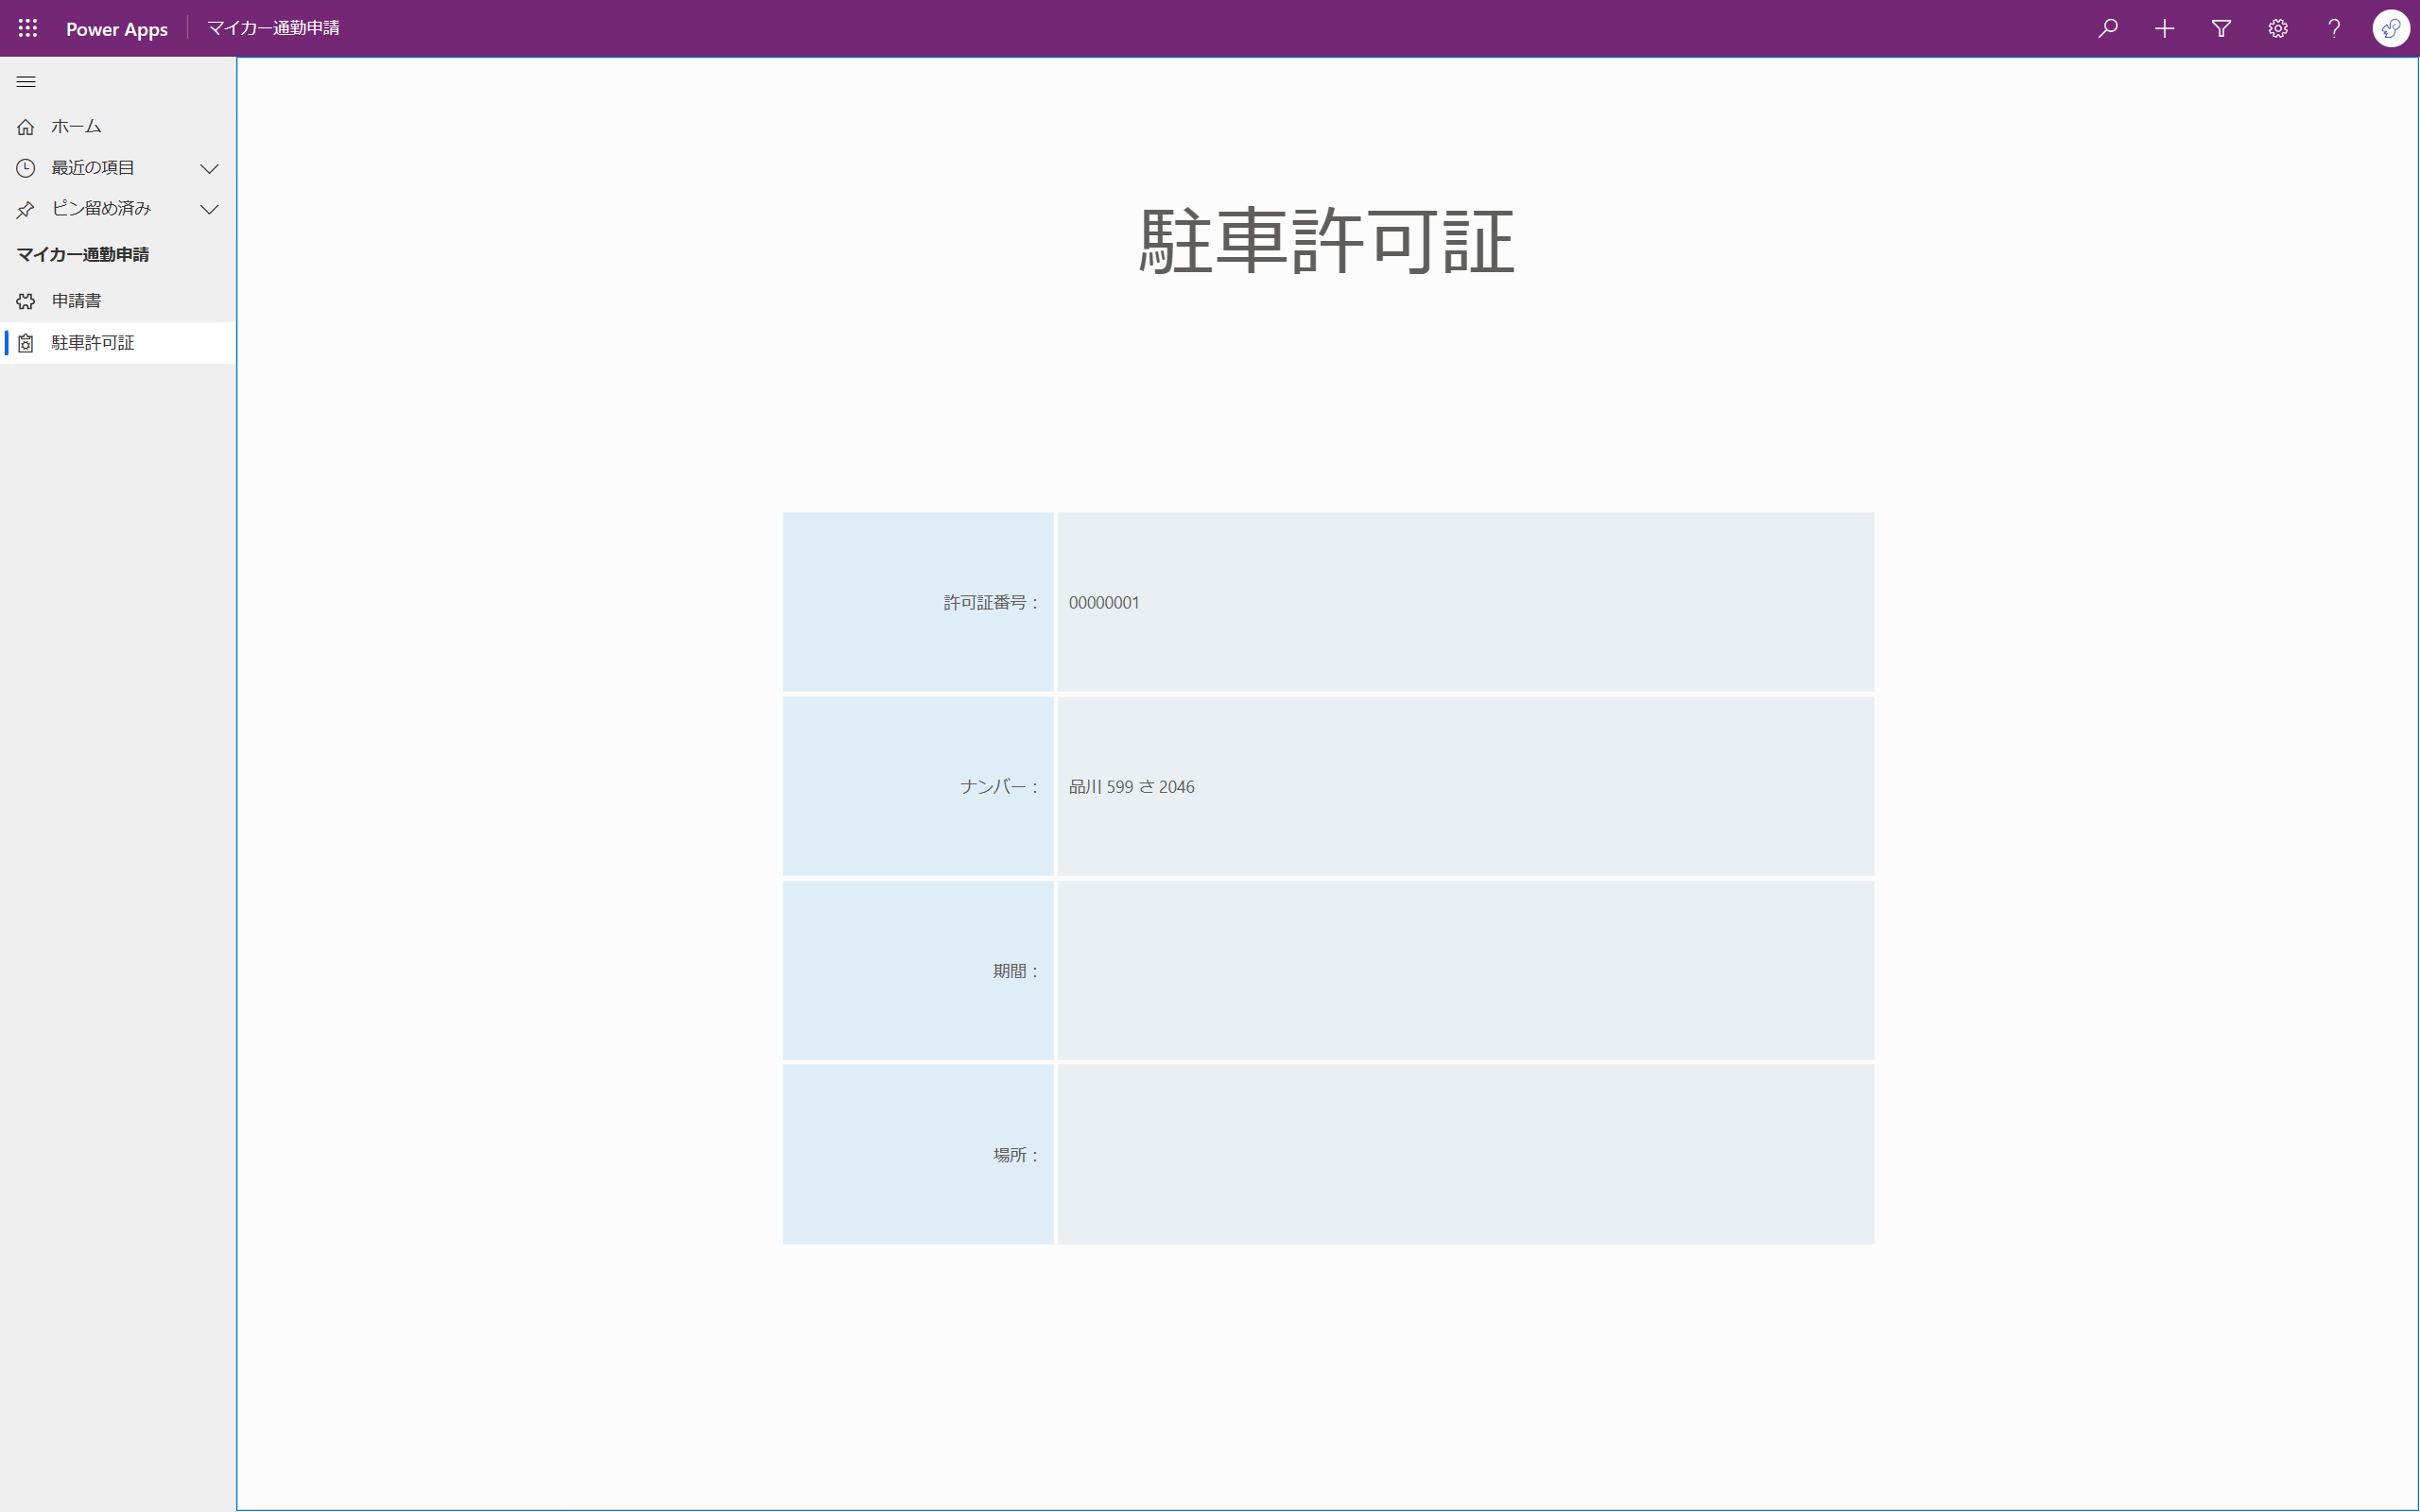 Power Apps マイカー通勤申請
ホーム
最近の項目
ピン留め済み
マイカー通勤申請
申請書
駐車許可証
駐車許可証
許可証番号： 00000001
ナンバー： 品川 599 さ 2046
期間：
場所：